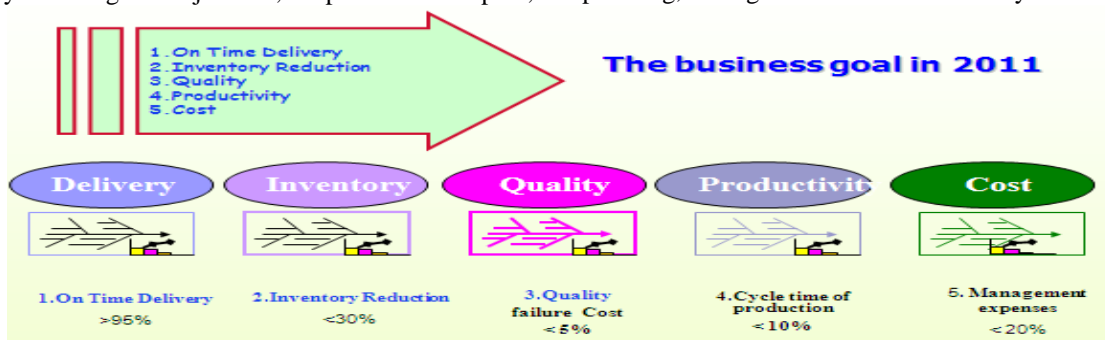 1.On Time Delivery
2.Inventory Reduction
3.Quality
4.Productivity
5.Cost
The business goal in 2011
Delivery
Inventory
Quality
Productivit
Cost
1.On Time Delivery
>95%
2.Inventory Reduction
<30%
3.Quality
failure Cost
<5%
4.Cycle time of
production
<10%
5. Management
expenses
<20%